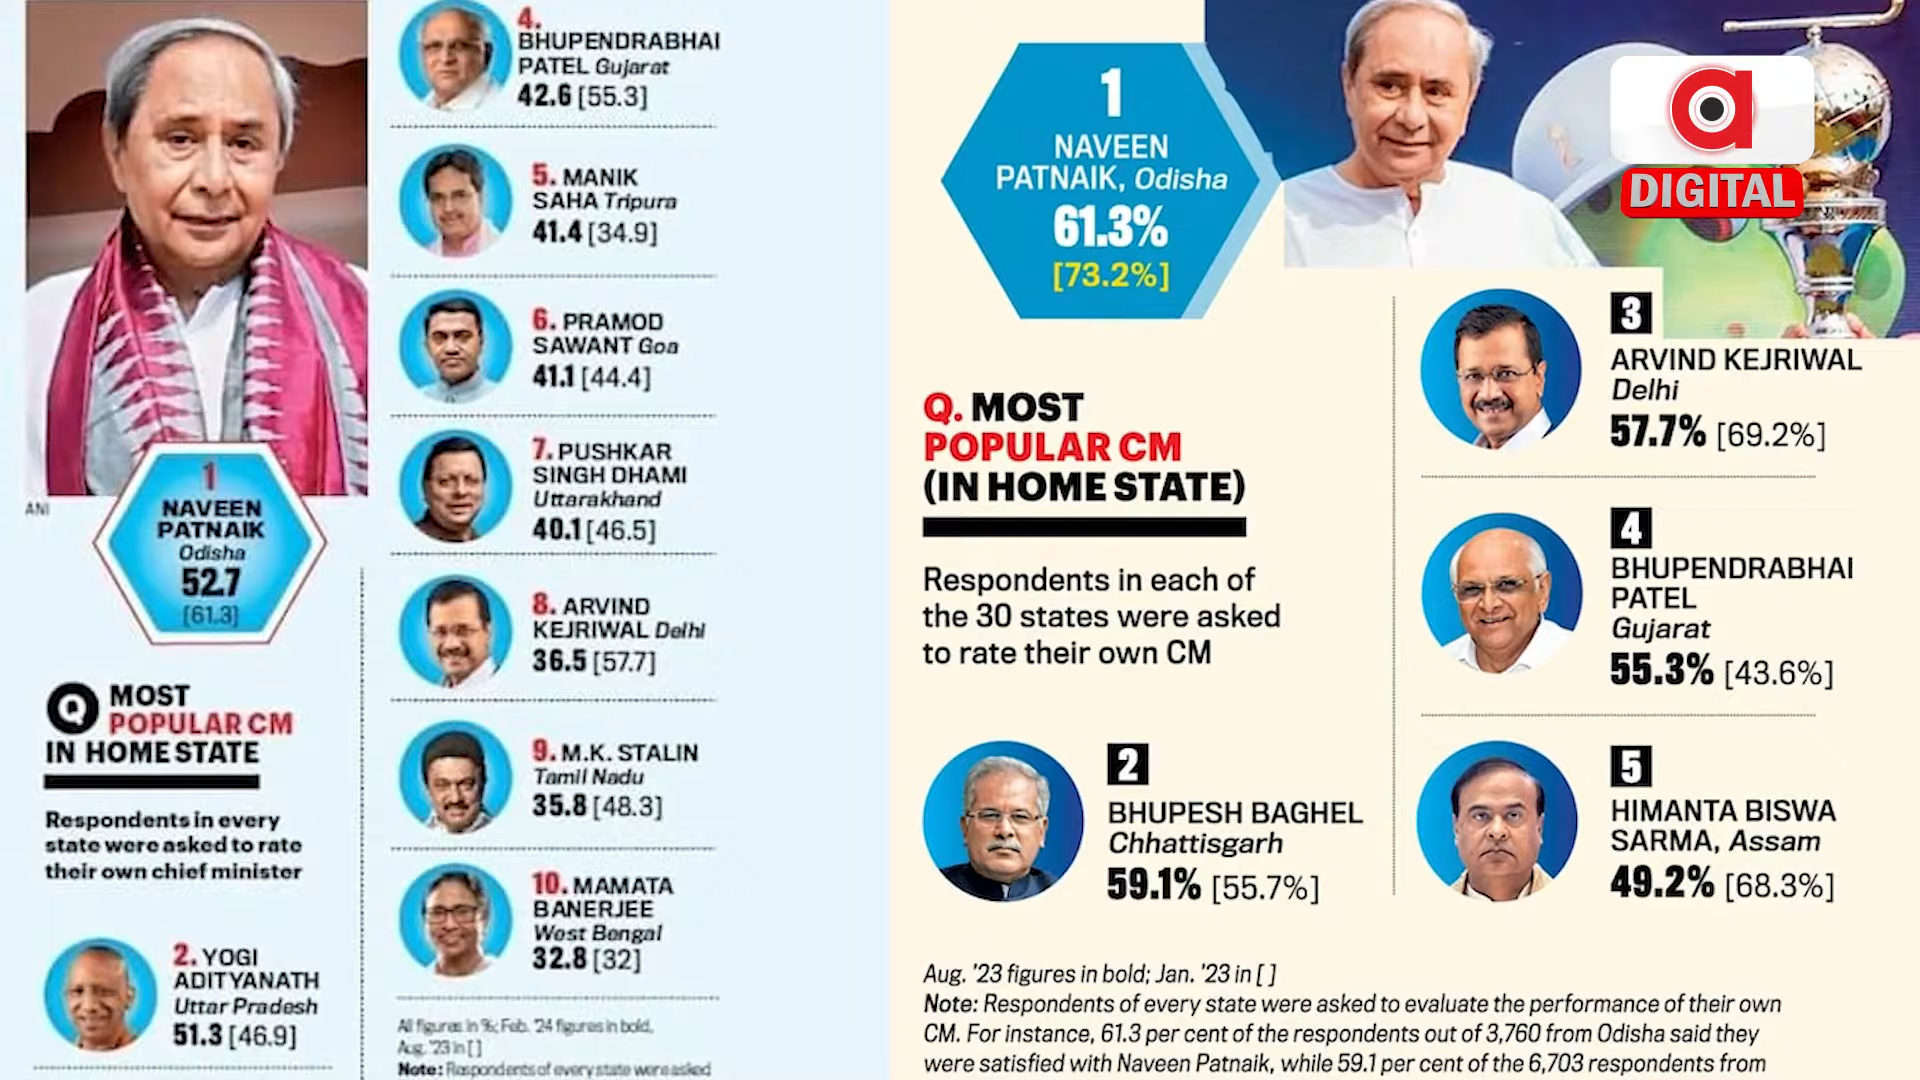 ANI
1
NAVEEN
PATNAIK
Odisha
52.7
[61.3]
Q MOST
POPULAR CM
IN HOME STATE
Respondents in every
state were asked to rate
their own chief minister
2. YOGI
ADITYANATH
Uttar Pradesh
51.3 [46.9]
4.
BHUPENDRABHAI
PATEL Gujarat
42.6 [55.3]
5. MANIK
SAHA Tripura
41.4 [34.9]
6. PRAMOD
SAWANT Goa
41.1 [44.4]
7. PUSHKAR
SINGH DHAMI
Uttarakhand
40.1 [46.5]
8. ARVIND
KEJRIWAL Delhi
36.5 [57.7]
9. M.K. STALIN
Tamil Nadu
35.8 [48.3]
10. MAMATA
BANERJEE
West Bengal
32.8 [32]
All figures in %; Feb. '24 figures in bold,
Aug. '23 in [ ]
Note: Respondents of every state were asked
1
NAVEEN
PATNAIK, Odisha
61.3%
[73.2%]
a
DIGITAL
Q. MOST
POPULAR CM
(IN HOME STATE)
Respondents in each of
the 30 states were asked
to rate their own CM
2
BHUPESH BAGHEL
Chhattisgarh
59.1% [55.7%]
3
ARVIND KEJRIWAL
Delhi
57.7% [69.2%]
4
BHUPENDRABHAI
PATEL
Gujarat
55.3% [43.6%]
5
HIMANTA BISWA
SARMA, Assam
49.2% [68.3%]
Aug. '23 figures in bold; Jan. '23 in [ ]
Note: Respondents of every state were asked to evaluate the performance of their own
CM. For instance, 61.3 per cent of the respondents out of 3,760 from Odisha said they
were satisfied with Naveen Patnaik, while 59.1 per cent of the 6,703 respondents from